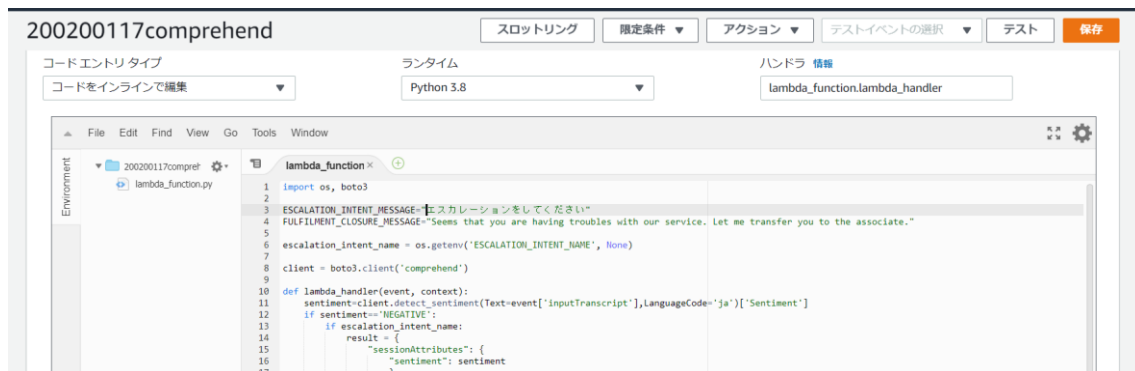 200200117comprehend
スロットリング
限定条件
アクション
テストイベントの選択
テスト
保存
コード エントリ タイプ
ランタイム
ハンドラ 情報
コードをインラインで編集
Python 3.8
lambda_function.lambda_handler
File Edit Find View Go Tools Window
Environment
200200117compreh
lambda_function.py
lambda_function ×
1 import os, boto3
2
3 ESCALATION_INTENT_MESSAGE="エスカレーションをしてください"
4 FULFILMENT_CLOSURE_MESSAGE="Seems that you are having troubles with our service. Let me transfer you to the associate."
5
6 escalation_intent_name = os.getenv('ESCALATION_INTENT_NAME', None)
7
8 client = boto3.client('comprehend')
9
10 def lambda_handler(event, context):
11 sentiment=client.detect_sentiment(Text=event['inputTranscript'],LanguageCode='ja')['Sentiment']
12 if sentiment=='NEGATIVE':
13 if escalation_intent_name:
14 result = {
15 "sessionAttributes": {
16 "sentiment": sentiment